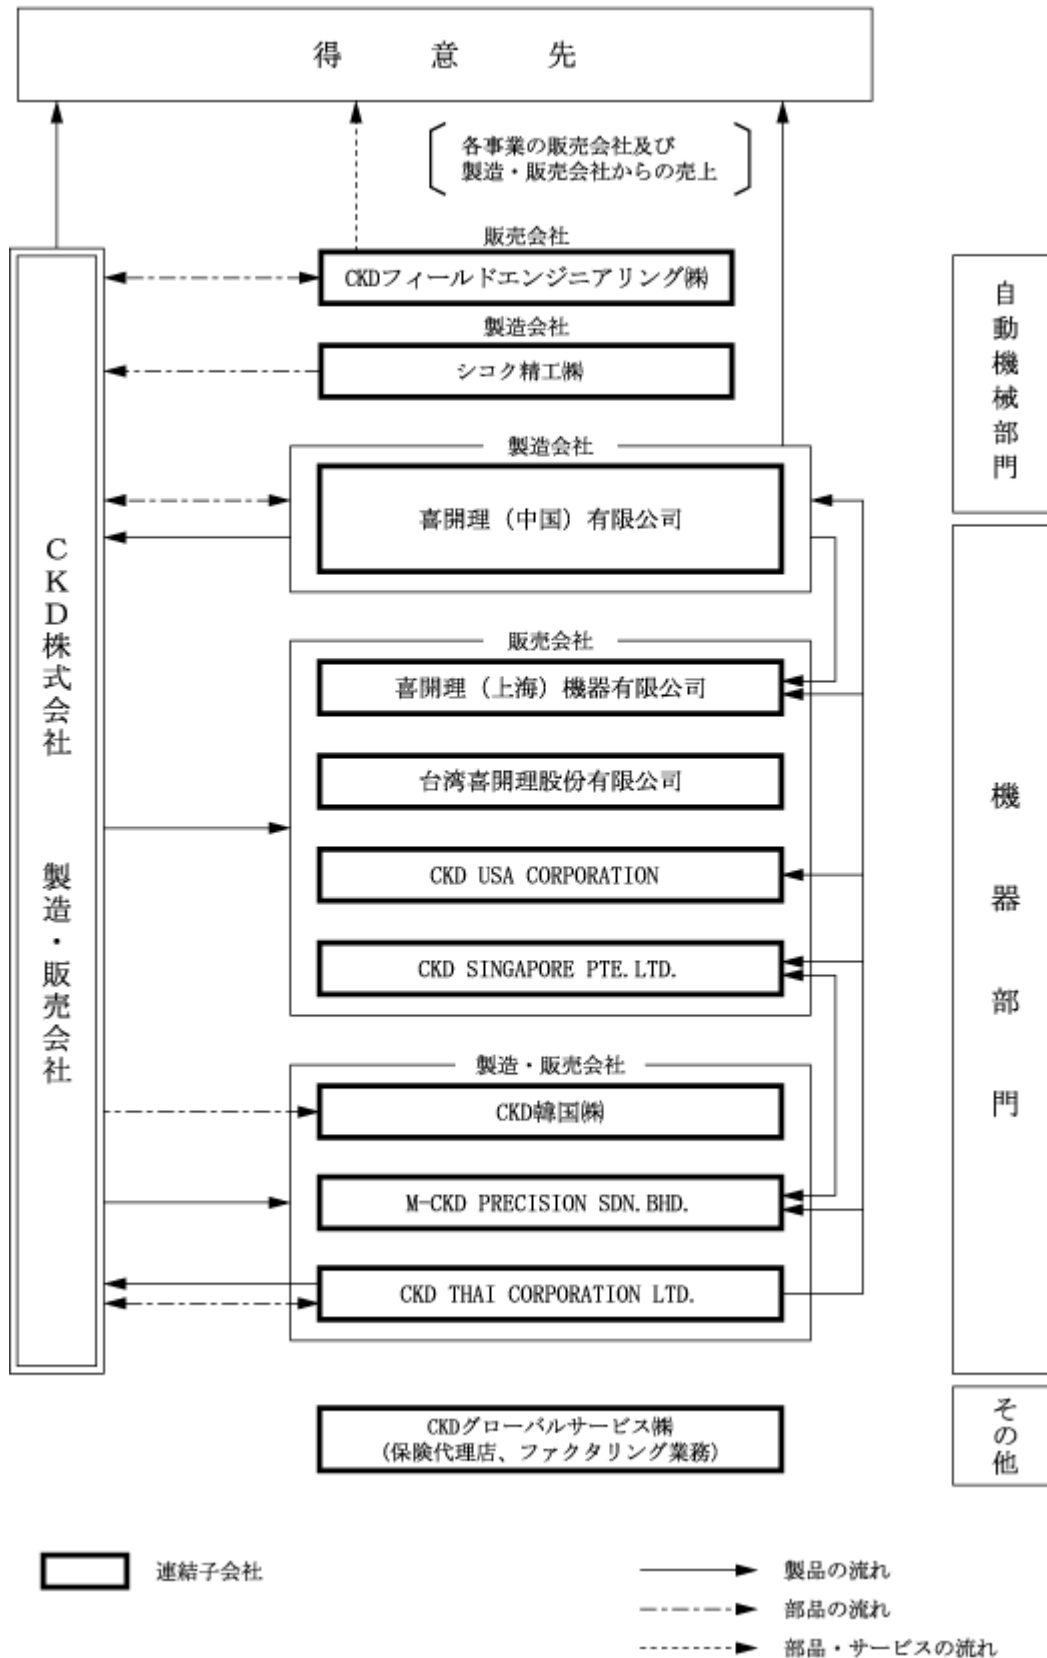 得意先
各事業の販売会社及び
製造・販売会社からの売上
販売会社
CKDフィールドエンジニアリング㈱
製造会社
シコク精工㈱
製造会社
喜開理（中国）有限公司
販売会社
喜開理（上海）機器有限公司
台湾喜開理股份有限公司
CKD USA CORPORATION
CKD SINGAPORE PTE.LTD.
製造・販売会社
CKD韓国㈱
M-CKD PRECISION SDN.BHD.
CKD THAI CORPORATION LTD.
CKDグローバルサービス㈱
(保険代理店、ファクタリング業務)
ＣＫＤ株式会社　製造・販売会社
自動機械部門
機器部門
その他
連結子会社
製品の流れ
部品の流れ
部品・サービスの流れ